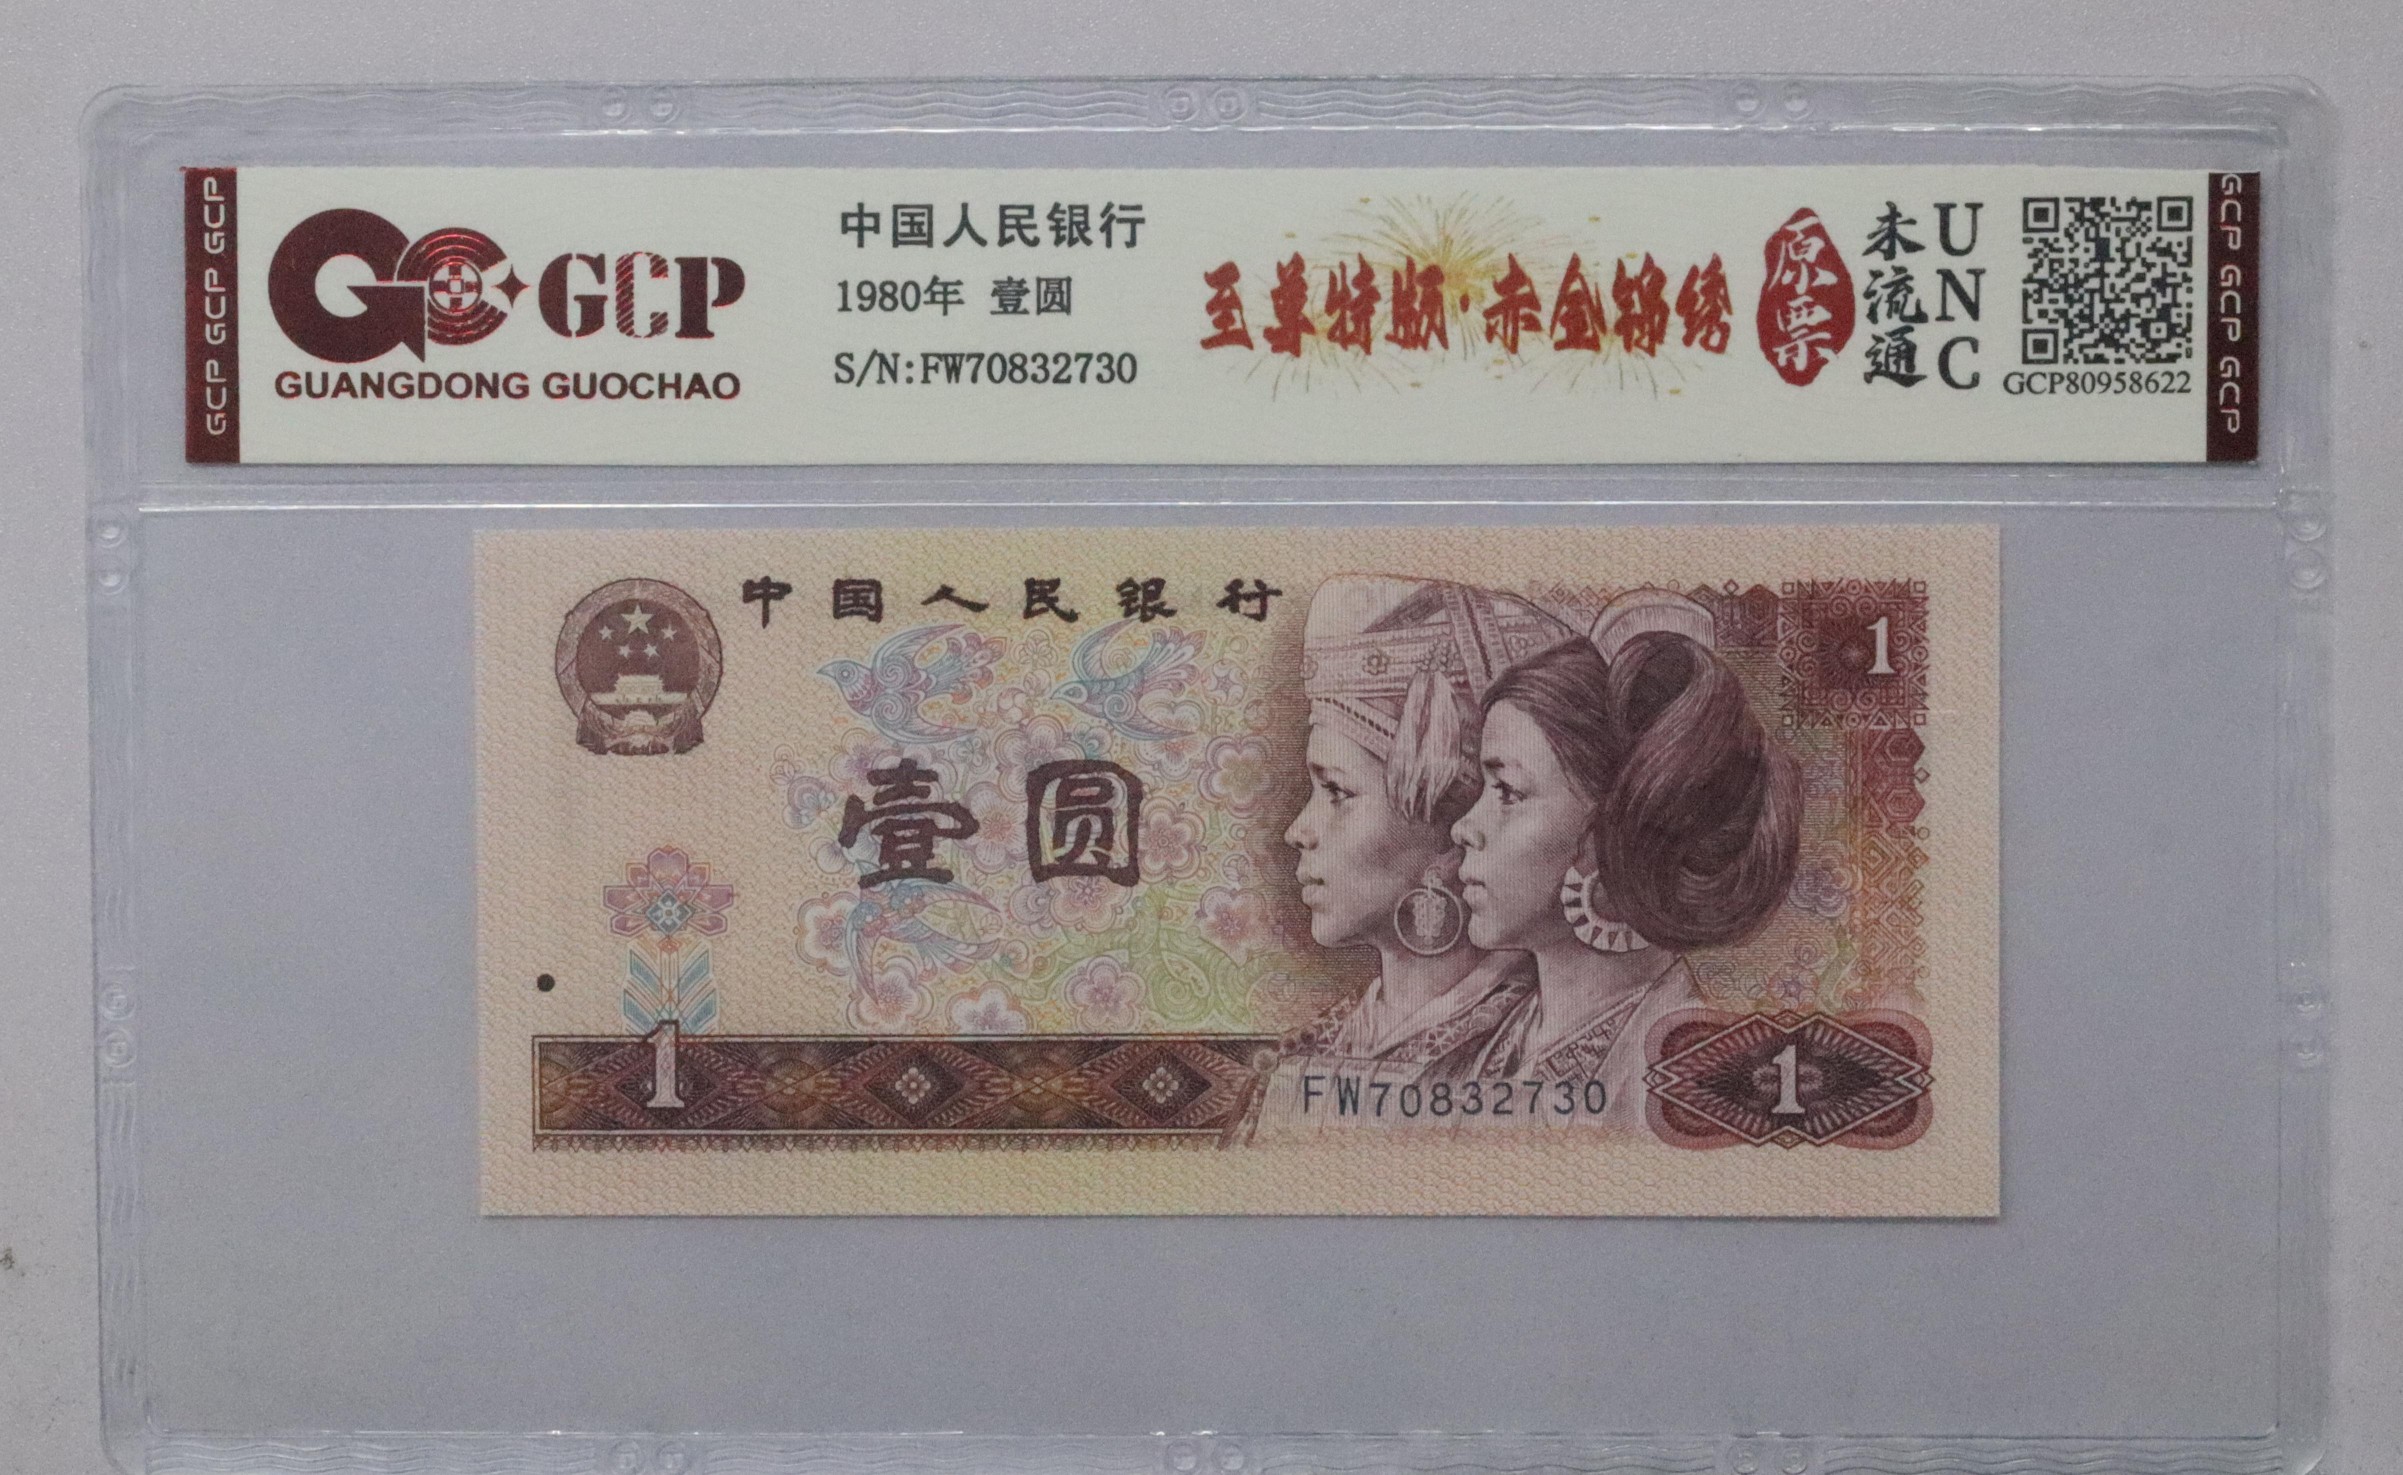 GCP GCP GCP
GCP
GUANGDONG GUOCHAO
中国人民银行
1980年 壹圆
S/N:FW70832730
至尊特版·赤金锦绣
原票
未流通
UNC
GCP80958622
GCP GCP GCP
中国人民银行
1
壹圆
1
FW70832730
1